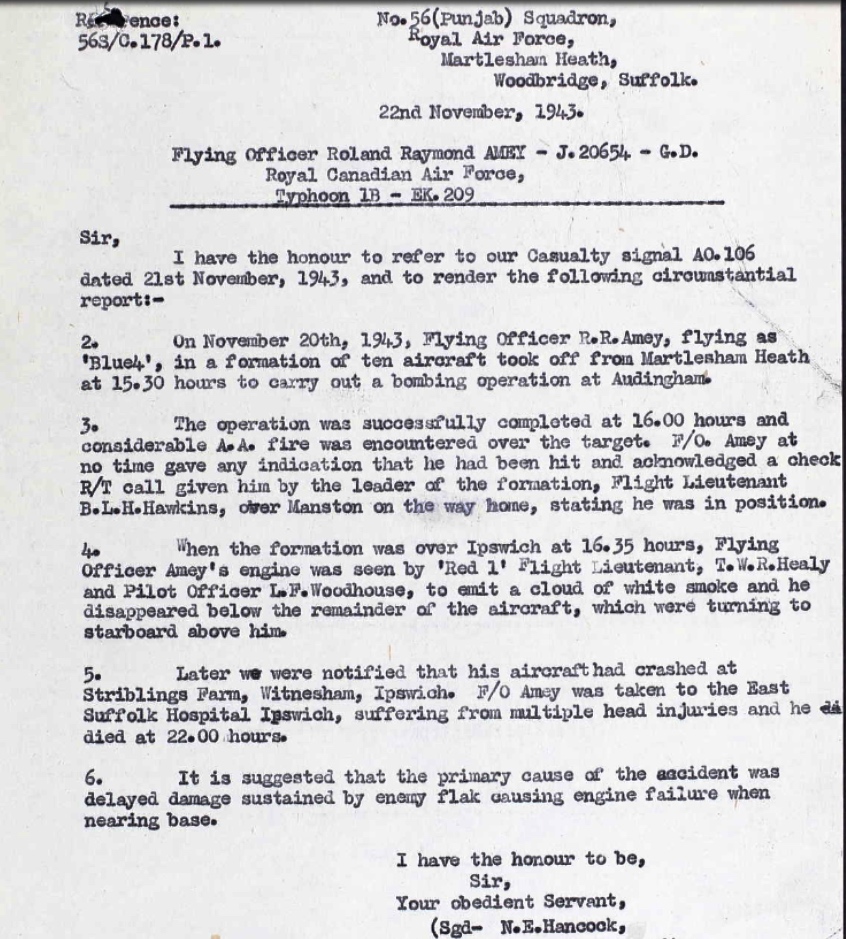 Reference:
56S/C.178/P.1.
No.56(Punjab) Squadron,
Royal Air Force,
Martlesham Heath,
Woodbridge, Suffolk.
22nd November, 1943.
Flying Officer Roland Raymond AMEY - J.20654 - G.D.
Royal Canadian Air Force,
Typhoon 1B - EK.209
Sir,
I have the honour to refer to our Casualty signal AO.106
dated 21st November, 1943, and to render the following circumstantial
report:-
2. On November 20th, 1943, Flying Officer R.R.Amey, flying as
'Blue4', in a formation of ten aircraft took off from Martlesham Heath
at 15.30 hours to carry out a bombing operation at Audingham.
3. The operation was successfully completed at 16.00 hours and
considerable A.A. fire was encountered over the target. F/O. Amey at
no time gave any indication that he had been hit and acknowledged a check
R/T call given him by the leader of the formation, Flight Lieutenant
B.L.H.Hawkins, over Manston on the way home, stating he was in position.
4. When the formation was over Ipswich at 16.35 hours, Flying
Officer Amey's engine was seen by 'Red 1' Flight Lieutenant, T.W.R.Healy
and Pilot Officer L.F.Woodhouse, to emit a cloud of white smoke and he
disappeared below the remainder of the aircraft, which were turning to
starboard above him.
5. Later we were notified that his aircraft had crashed at
Striblings Farm, Witnesham, Ipswich. F/O Amey was taken to the East
Suffolk Hospital Ipswich, suffering from multiple head injuries and he di
died at 22.00 hours.
6. It is suggested that the primary cause of the accident was
delayed damage sustained by enemy flak causing engine failure when
nearing base.
I have the honour to be,
Sir,
Your obedient Servant,
(Sgd- N.E.Hancock,